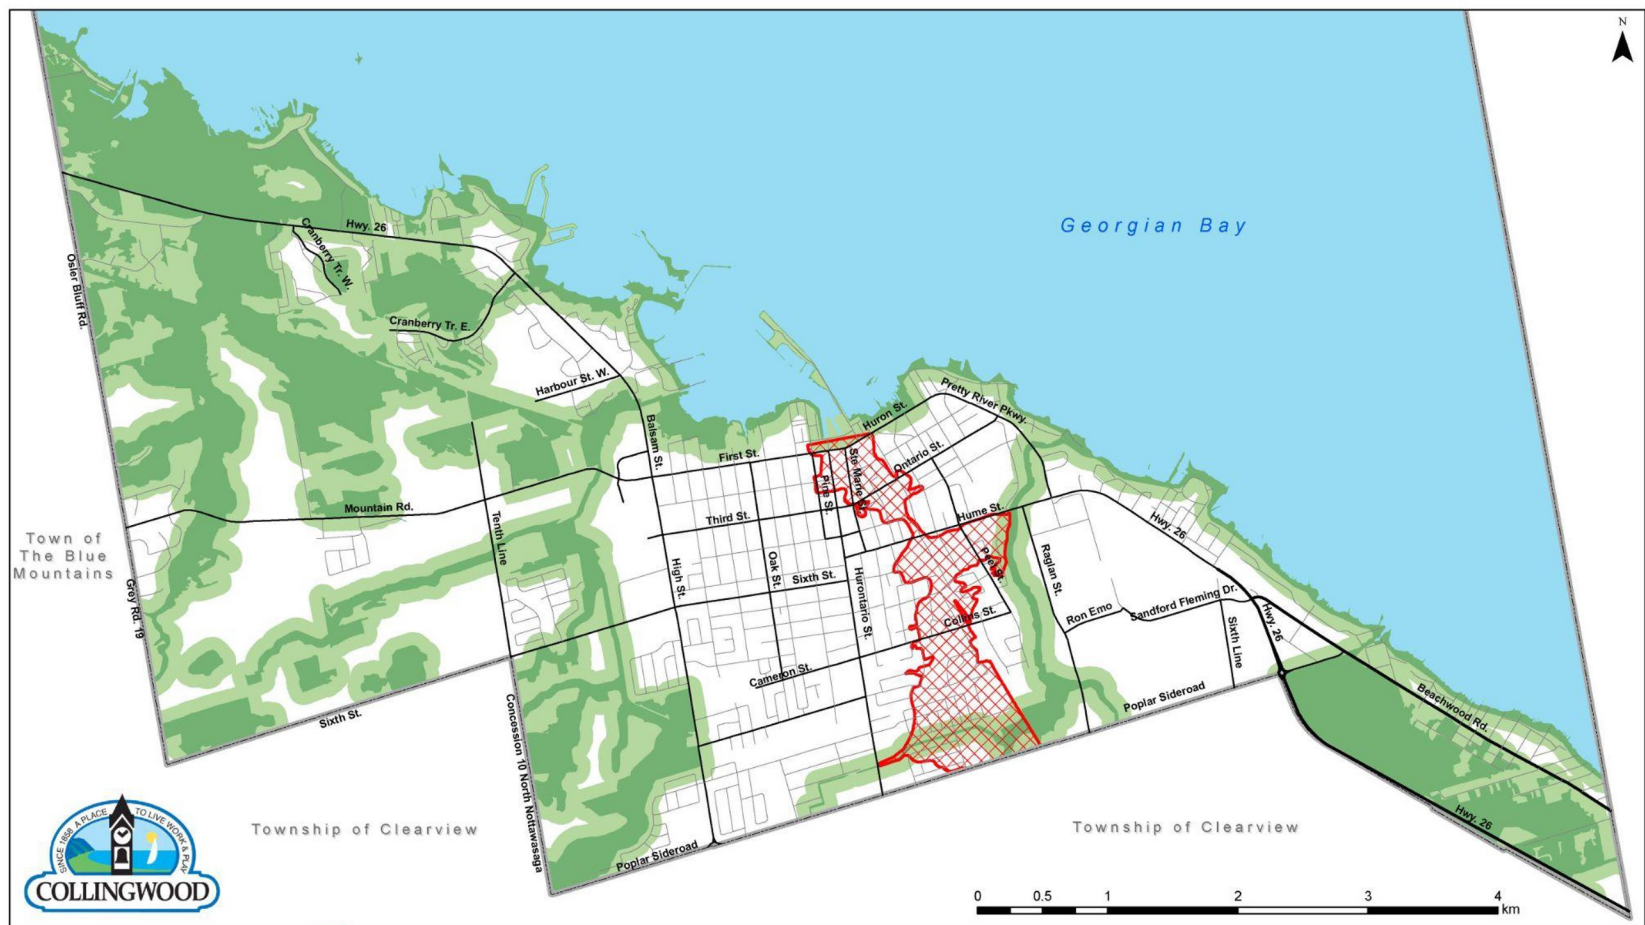 N
Georgian Bay
Hwy. 26
Cranberry Tr. W.
Osler Bluff Rd.
Cranberry Tr. E.
Harbour St. W.
Balsam St.
Pretty River Pkwy.
Huron St.
First St.
Ste Marie St.
Ontario St.
Pine St.
Mountain Rd.
Third St.
Hume St.
Hwy. 26
Tenth Line
Town of
The Blue
Mountains
Grey Rd. 19
High St.
Oak St.
Sixth St.
Hurontario St.
Peel St.
Raglan St.
Collins St.
Ron Emo
Sandford Fleming Dr.
Hwy. 26
Sixth Line
Cameron St.
Poplar Sideroad
Beachwood Rd.
Sixth St.
Concession 10 North Nottawasaga
Township of Clearview
Township of Clearview
Hwy. 26
Poplar Sideroad
SINCE 1858 A PLACE TO LIVE WORK & PLAY
COLLINGWOOD
0 0.5 1 2 3 4
km